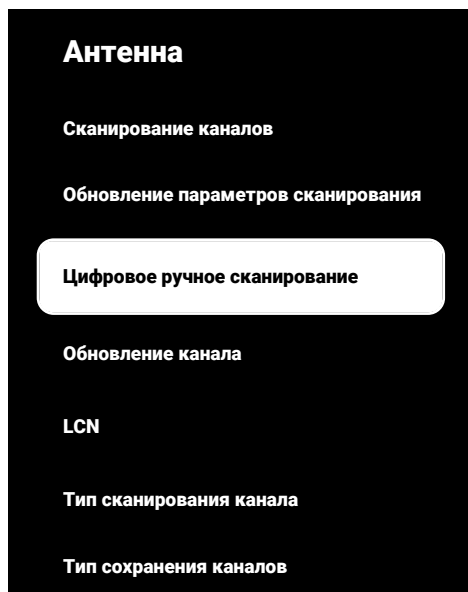 Антенна
Сканирование каналов
Обновление параметров сканирования
Цифровое ручное сканирование
Обновление канала
LCN
Тип сканирования канала
Тип сохранения каналов